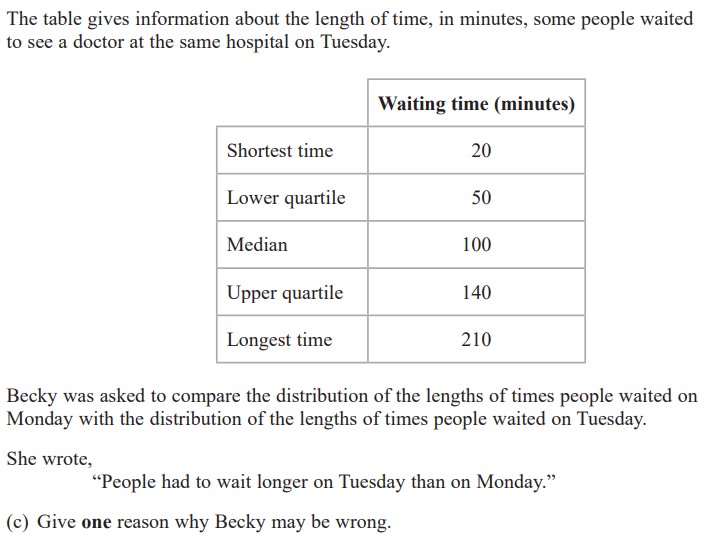 The table gives information about the length of time, in minutes, some people waited
to see a doctor at the same hospital on Tuesday.
Waiting time (minutes)
Shortest time 20
Lower quartile 50
Median 100
Upper quartile 140
Longest time 210
Becky was asked to compare the distribution of the lengths of times people waited on
Monday with the distribution of the lengths of times people waited on Tuesday.
She wrote,
“People had to wait longer on Tuesday than on Monday.”
(c) Give one reason why Becky may be wrong.